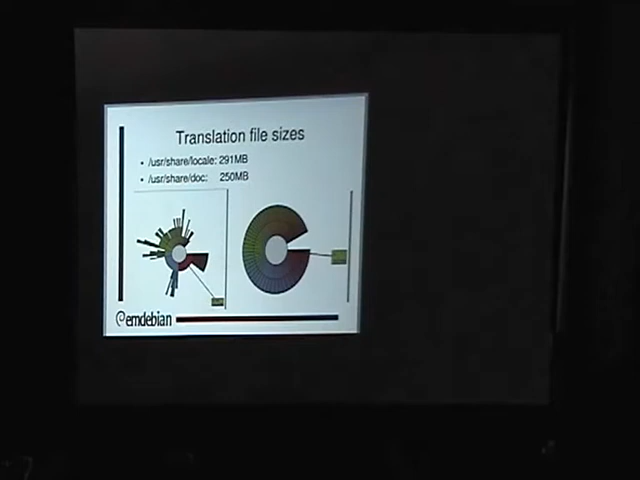 Translation file sizes
• /usr/share/locale: 291MB
• /usr/share/doc: 250MB
emdebian